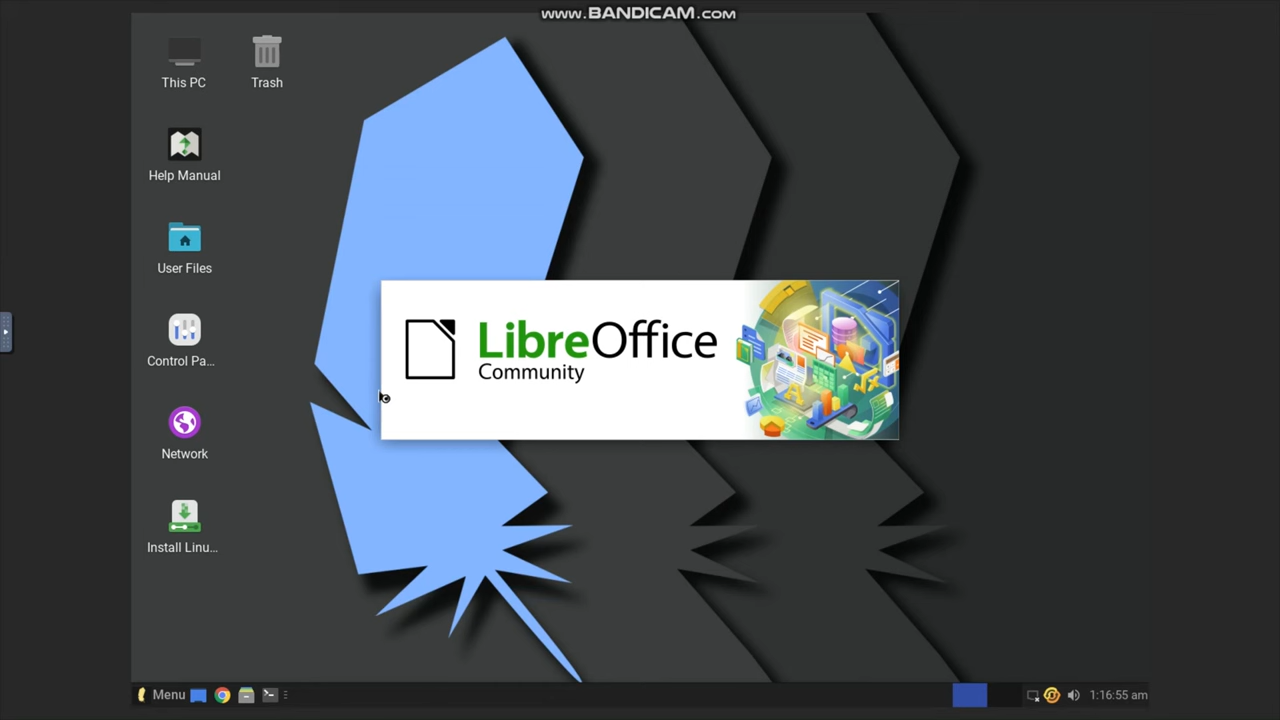 www.BANDICAM.com
This PC
Trash
Help Manual
User Files
LibreOffice
Community
Control Pa...
Network
Install Linu...
Menu
1:16:55 am